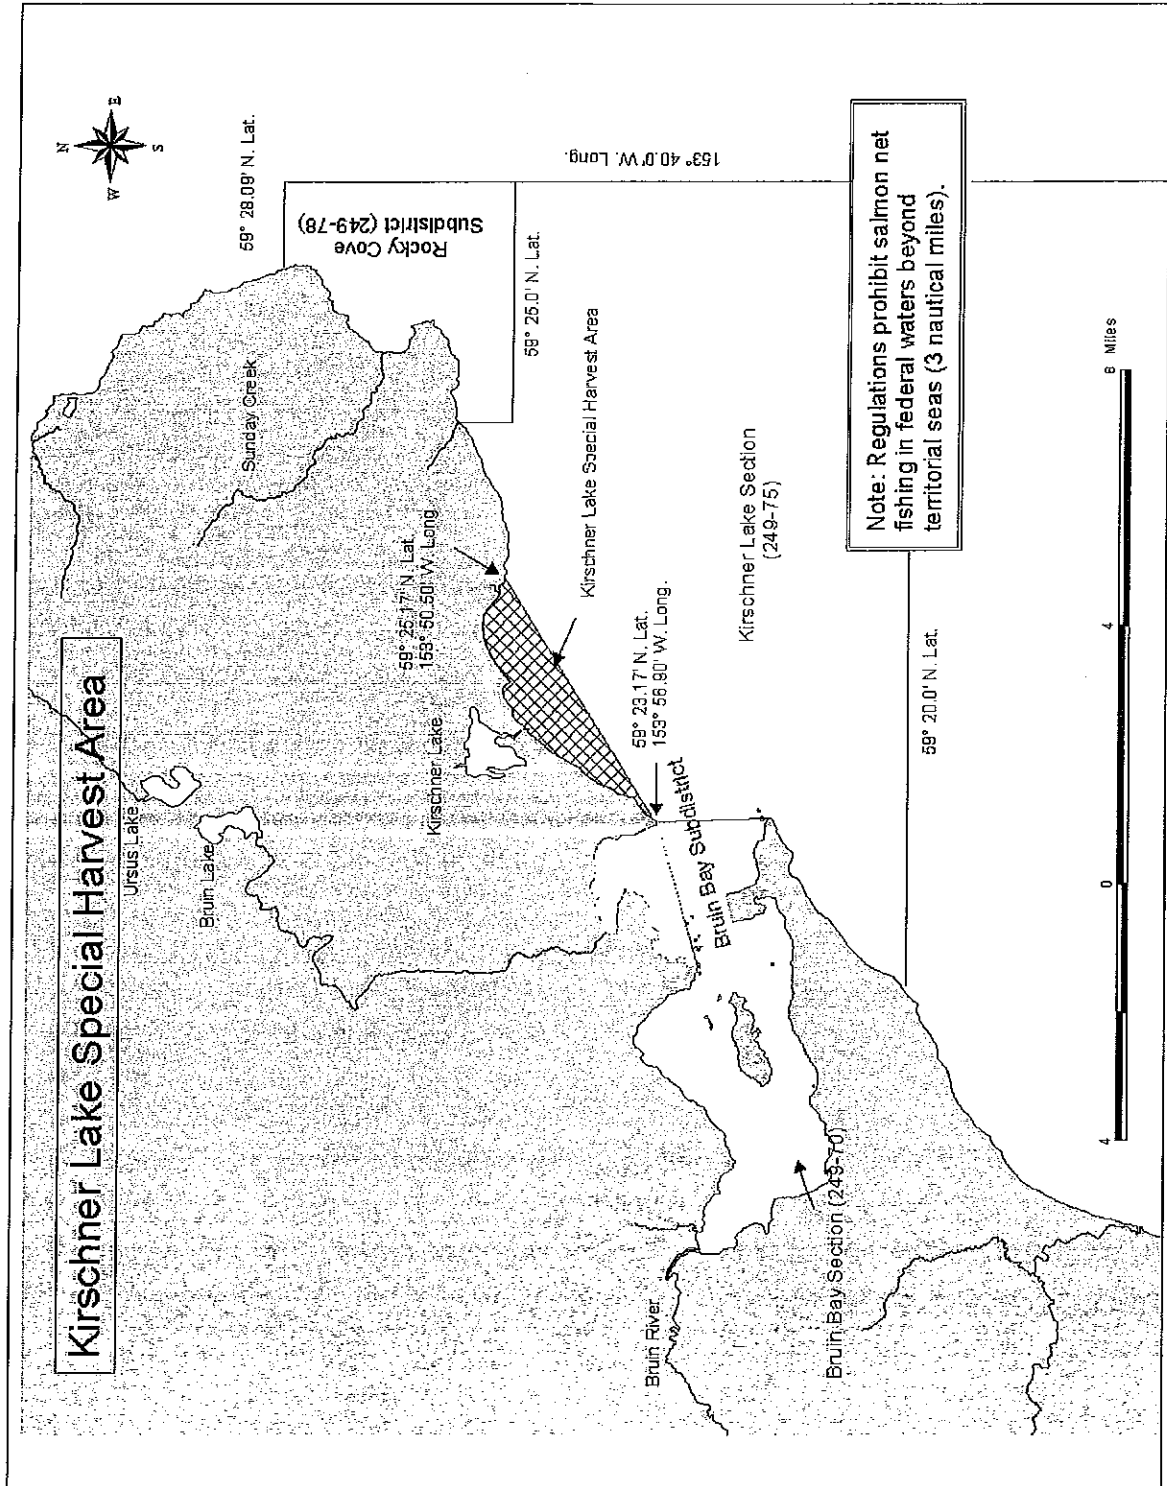 Kirschner Lake Special Harvest Area
N
W
E
S
Ursus Lake
Bruin Lake
Sunday Creek
59° 28.09' N. Lat.
Rocky Cove
Subdistrict (249-78)
153° 40.0' W. Long.
59° 25.0' N. Lat.
59° 25.17' N. Lat
153° 50.50' W. Long
Kirschner Lake
Kirschner Lake Special Harvest Area
59° 23.17' N. Lat.
153° 56.90' W. Long.
Bruin Bay Subdistrict
Kirschner Lake Section
(249-75)
Bruin River
Bruin Bay Section (249-70)
59° 20.0' N. Lat.
Note: Regulations prohibit salmon net
fishing in federal waters beyond
territorial seas (3 nautical miles).
4
0
4
8 Miles